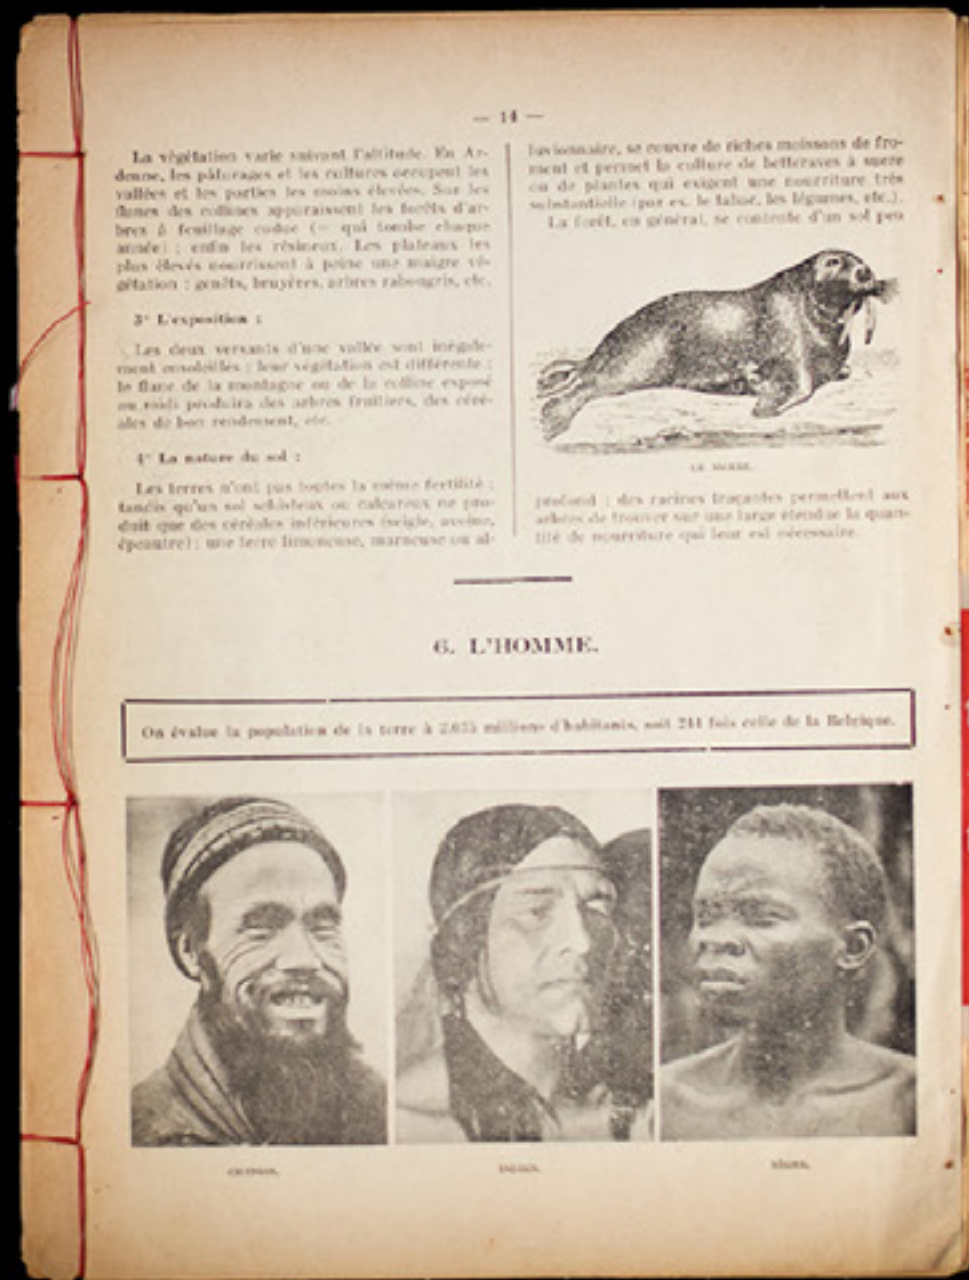 — 14 —
La végétation varie suivant l'altitude. En Ar-
denne, les pâturages et les cultures occupent les
vallées et les parties les moins élevées. Sur les
flancs des collines apparaissent les forêts d'ar-
bres à feuillage caduc (= qui tombe chaque
année) ; enfin les résineux. Les plateaux les
plus élevés nourrissent à peine une maigre vé-
gétation : genêts, bruyères, arbres rabougris, etc.
3° L'exposition :
Les deux versants d'une vallée sont inégale-
ment ensoleillés ; leur végétation est différente :
le flanc de la montagne ou de la colline exposé
au midi produira des arbres fruitiers, des céré-
ales de bon rendement, etc.
4° La nature du sol :
Les terres n'ont pas toutes la même fertilité ;
tandis qu'un sol schisteux ou calcareux ne pro-
duit que des céréales inférieures (seigle, avoine,
épeautre) ; une terre limoneuse, marneuse ou al-
luvionnaire, se couvre de riches moissons de fro-
ment et permet la culture de betteraves à sucre
ou de plantes qui exigent une nourriture très
substantielle (par ex. le tabac, les légumes, etc.).
La forêt, en général, se contente d'un sol peu
LE MORSE.
profond ; des racines traçantes permettent aux
arbres de trouver sur une large étendue la quan-
tité de nourriture qui leur est nécessaire.
6. L'HOMME.
On évalue la population de la terre à millions d'habitants, soit 244 fois celle de la Belgique.
CHINOIS.
INDIEN.
NÈGRE.